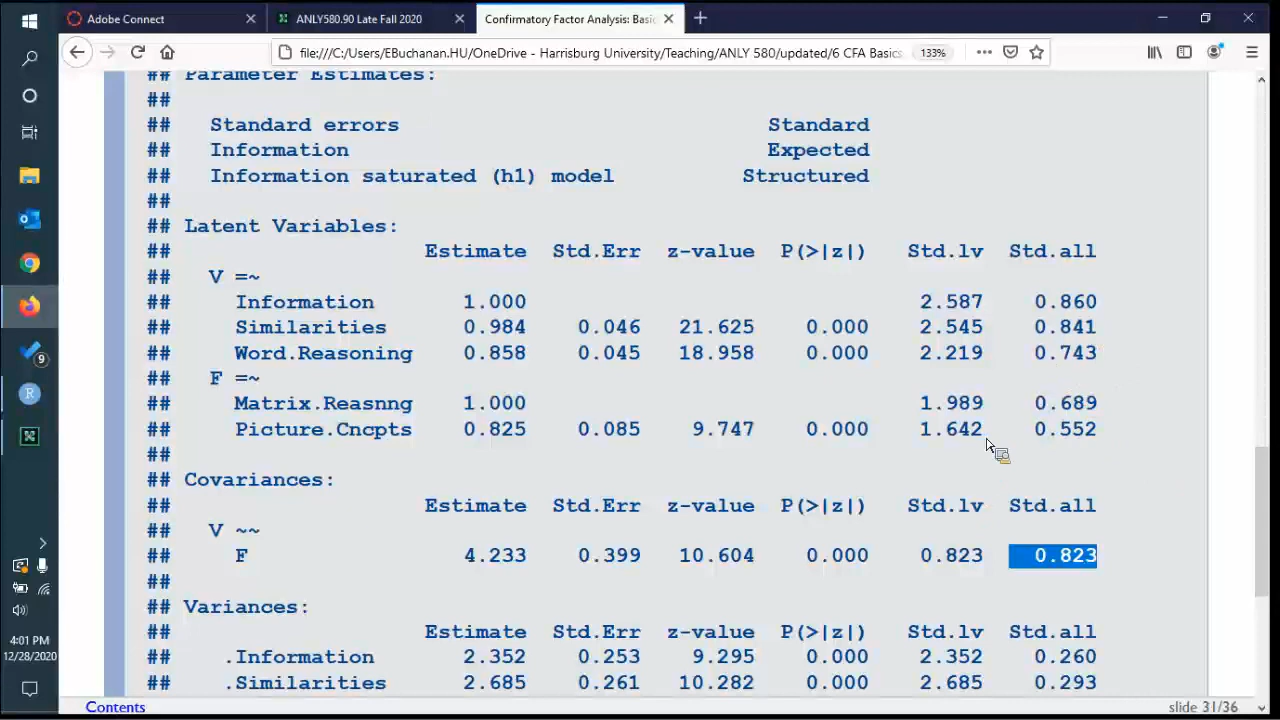 Adobe Connect
ANLY580.90 Late Fall 2020
Confirmatory Factor Analysis: Basic
file:///C:/Users/EBuchanan.HU/OneDrive - Harrisburg University/Teaching/ANLY 580/updated/6 CFA Basics
133%
## Parameter Estimates:
##
## Standard errors Standard
## Information Expected
## Information saturated (h1) model Structured
##
## Latent Variables:
## Estimate Std.Err z-value P(>|z|) Std.lv Std.all
## V =~
## Information 1.000 2.587 0.860
## Similarities 0.984 0.046 21.625 0.000 2.545 0.841
## Word.Reasoning 0.858 0.045 18.958 0.000 2.219 0.743
## F =~
## Matrix.Reasnng 1.000 1.989 0.689
## Picture.Cncpts 0.825 0.085 9.747 0.000 1.642 0.552
##
## Covariances:
## Estimate Std.Err z-value P(>|z|) Std.lv Std.all
## V ~~
## F 4.233 0.399 10.604 0.000 0.823 0.823
##
## Variances:
## Estimate Std.Err z-value P(>|z|) Std.lv Std.all
## .Information 2.352 0.253 9.295 0.000 2.352 0.260
## .Similarities 2.685 0.261 10.282 0.000 2.685 0.293
Contents
slide 31/36
9
R
4:01 PM
12/28/2020